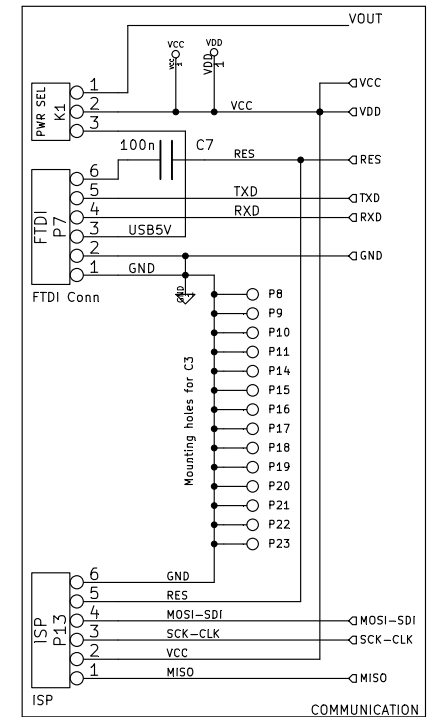 VOUT
VCC
VDD
VCC
1
VDD
1
PWR SEL
K1
1
2
3
VCC
VCC
VDD
100n
C7
RES
RES
FTDI
P7
6
5
4
3
2
1
TXD
TXD
RXD
RXD
USB5V
GND
GND
GND
FTDI Conn
Mounting holes for C3
P8
P9
P10
P11
P14
P15
P16
P17
P18
P19
P20
P21
P22
P23
ISP
P13
6
5
4
3
2
1
GND
RES
MOSI-SDI
MOSI-SDI
SCK-CLK
SCK-CLK
VCC
MISO
MISO
ISP
COMMUNICATION